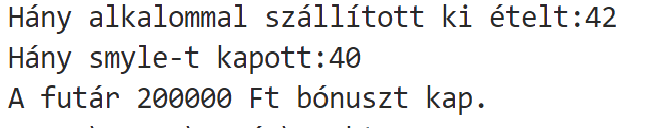 Hány alkalommal szállított ki ételt:42
Hány smyle-t kapott:40
A futár 200000 Ft bónuszt kap.